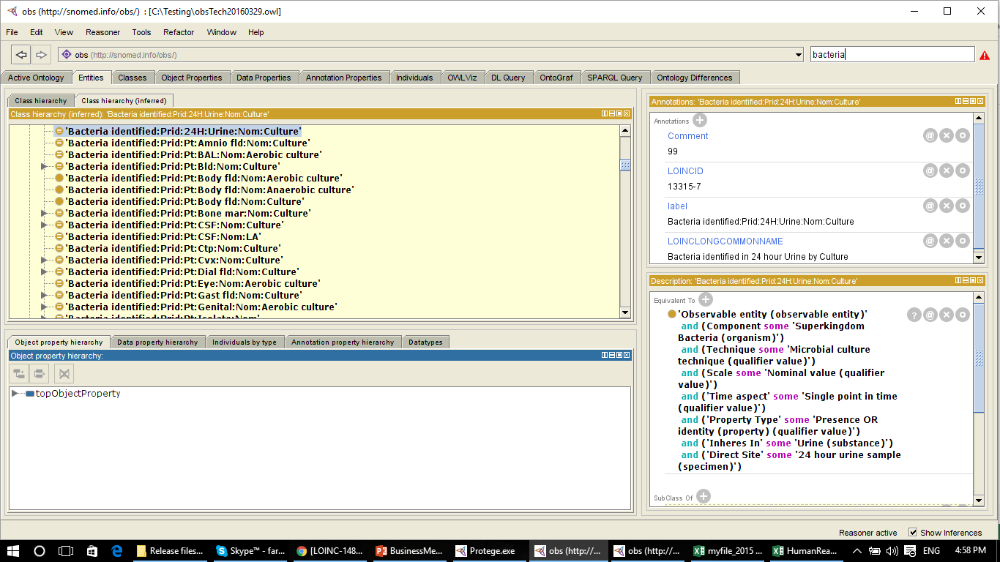 obs (http://snomed.info/obs/) : [C:\Testing\obsTech20160329.owl]
File Edit View Reasoner Tools Refactor Window Help
obs (http://snomed.info/obs/)
bacteria
Active Ontology Entities Classes Object Properties Data Properties Annotation Properties Individuals OWLViz DL Query OntoGraf SPARQL Query Ontology Differences
Class hierarchy Class hierarchy (inferred)
Class hierarchy (inferred): 'Bacteria identified:Prid:24H:Urine:Nom:Culture'
'Bacteria identified:Prid:24H:Urine:Nom:Culture'
'Bacteria identified:Prid:Pt:Amnio fld:Nom:Culture'
'Bacteria identified:Prid:Pt:BAL:Nom:Aerobic culture'
'Bacteria identified:Prid:Pt:Bld:Nom:Culture'
'Bacteria identified:Prid:Pt:Body fld:Nom:Aerobic culture'
'Bacteria identified:Prid:Pt:Body fld:Nom:Anaerobic culture'
'Bacteria identified:Prid:Pt:Body fld:Nom:Culture'
'Bacteria identified:Prid:Pt:Bone mar:Nom:Culture'
'Bacteria identified:Prid:Pt:CSF:Nom:Culture'
'Bacteria identified:Prid:Pt:CSF:Nom:LA'
'Bacteria identified:Prid:Pt:Ctp:Nom:Culture'
'Bacteria identified:Prid:Pt:Cvx:Nom:Culture'
'Bacteria identified:Prid:Pt:Dial fld:Nom:Culture'
'Bacteria identified:Prid:Pt:Eye:Nom:Aerobic culture'
'Bacteria identified:Prid:Pt:Gast fld:Nom:Culture'
'Bacteria identified:Prid:Pt:Genital:Nom:Aerobic culture'
'Bacteria identified:Prid:Pt:Isolate:Nom'
Object property hierarchy Data property hierarchy Individuals by type Annotation property hierarchy Datatypes
Object property hierarchy:
topObjectProperty
Annotations: 'Bacteria identified:Prid:24H:Urine:Nom:Culture'
Annotations
Comment
99
LOINCID
13315-7
label
Bacteria identified:Prid:24H:Urine:Nom:Culture
LOINCLONGCOMMONNAME
Bacteria identified in 24 hour Urine by Culture
Description: 'Bacteria identified:Prid:24H:Urine:Nom:Culture'
Equivalent To
'Observable entity (observable entity)'
and (Component some 'Superkingdom
Bacteria (organism)')
and (Technique some 'Microbial culture
technique (qualifier value)')
and (Scale some 'Nominal value (qualifier
value)')
and ('Time aspect' some 'Single point in time
(qualifier value)')
and ('Property Type' some 'Presence OR
identity (property) (qualifier value)')
and ('Inheres In' some 'Urine (substance)')
and ('Direct Site' some '24 hour urine sample
(specimen)')
SubClass Of
Reasoner active Show Inferences
Release files... Skype™ - far... [LOINC-148... BusinessMe... Protege.exe obs (http://... obs (http://... myfile_2015 ... HumanRea... ENG 4:58 PM